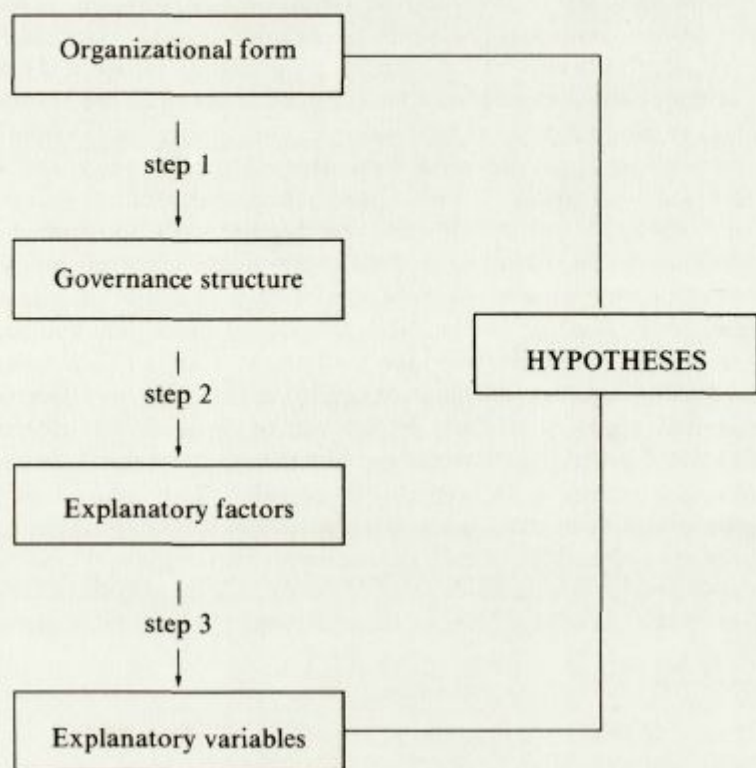 Organizational form
step 1
Governance structure
HYPOTHESES
step 2
Explanatory factors
step 3
Explanatory variables